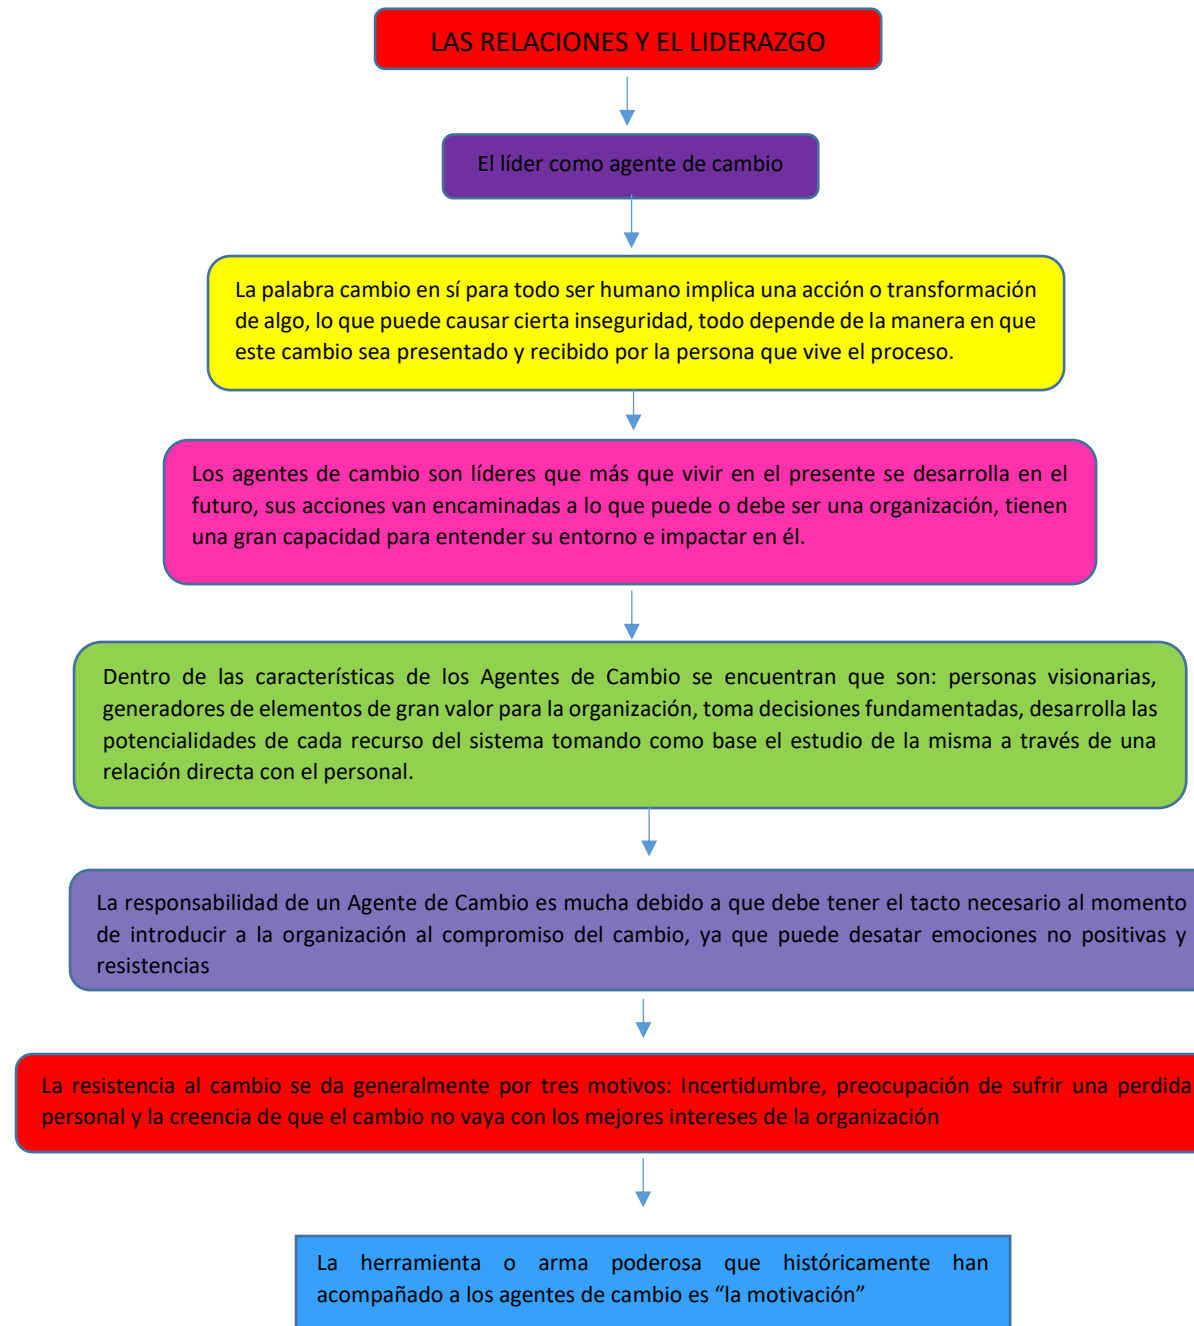 LAS RELACIONES Y EL LIDERAZGO
El líder como agente de cambio
La palabra cambio en sí para todo ser humano implica una acción o transformación
de algo, lo que puede causar cierta inseguridad, todo depende de la manera en que
este cambio sea presentado y recibido por la persona que vive el proceso.
Los agentes de cambio son líderes que más que vivir en el presente se desarrolla en el
futuro, sus acciones van encaminadas a lo que puede o debe ser una organización, tienen
una gran capacidad para entender su entorno e impactar en él.
Dentro de las características de los Agentes de Cambio se encuentran que son: personas visionarias,
generadores de elementos de gran valor para la organización, toma decisiones fundamentadas, desarrolla las
potencialidades de cada recurso del sistema tomando como base el estudio de la misma a través de una
relación directa con el personal.
La responsabilidad de un Agente de Cambio es mucha debido a que debe tener el tacto necesario al momento
de introducir a la organización al compromiso del cambio, ya que puede desatar emociones no positivas y
resistencias
La resistencia al cambio se da generalmente por tres motivos: Incertidumbre, preocupación de sufrir una perdida
personal y la creencia de que el cambio no vaya con los mejores intereses de la organización
La herramienta o arma poderosa que históricamente han
acompañado a los agentes de cambio es “la motivación”